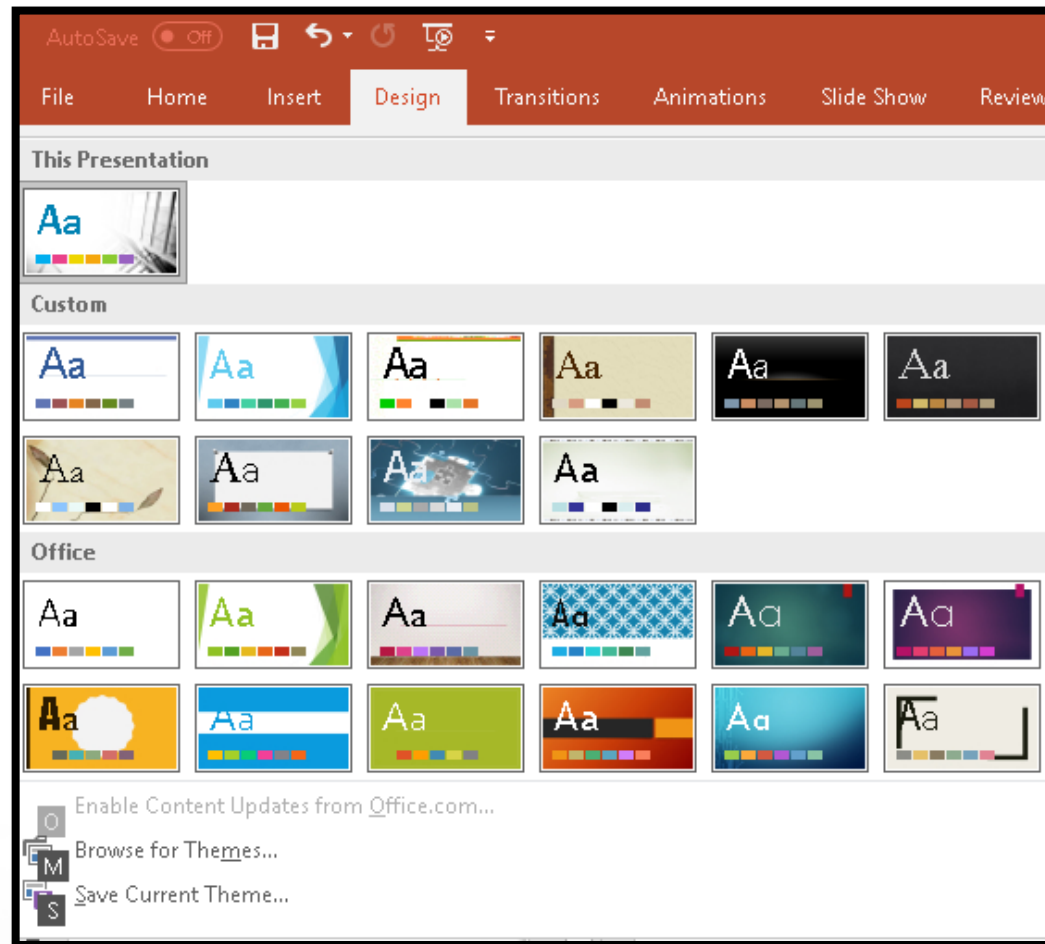 AutoSave Off
File Home Insert Design Transitions Animations Slide Show Review
This Presentation
Aa
Custom
Aa Aa Aa Aa Aa Aa
Aa Aa Aa Aa
Office
Aa Aa Aa Aa Aa Aa
Aa Aa Aa Aa Aa Aa
O Enable Content Updates from Office.com...
M Browse for Themes...
S Save Current Theme...